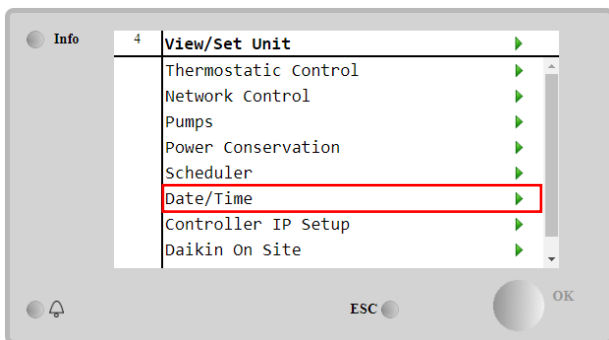 Info
4 View/Set Unit
Thermostatic Control
Network Control
Pumps
Power Conservation
Scheduler
Date/Time
Controller IP Setup
Daikin On Site
ESC
OK